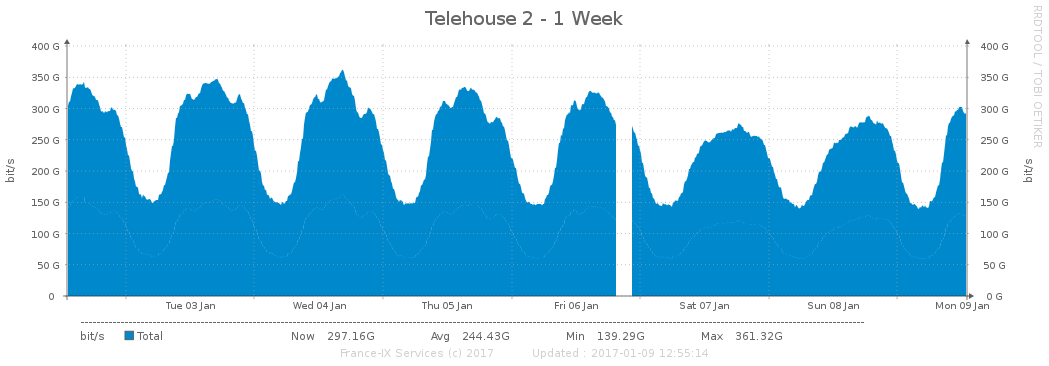 Telehouse 2 - 1 Week
RRDTOOL / TOBI OETIKER
400 G 400 G
350 G 350 G
300 G 300 G
250 G 250 G
200 G 200 G
150 G 150 G
100 G 100 G
50 G 50 G
0 0 G
bit/s bit/s
Tue 03 Jan Wed 04 Jan Thu 05 Jan Fri 06 Jan Sat 07 Jan Sun 08 Jan Mon 09 Jan
bit/s Total Now 297.16G Avg 244.43G Min 139.29G Max 361.32G
France-IX Services (c) 2017 Updated : 2017-01-09 12:55:14